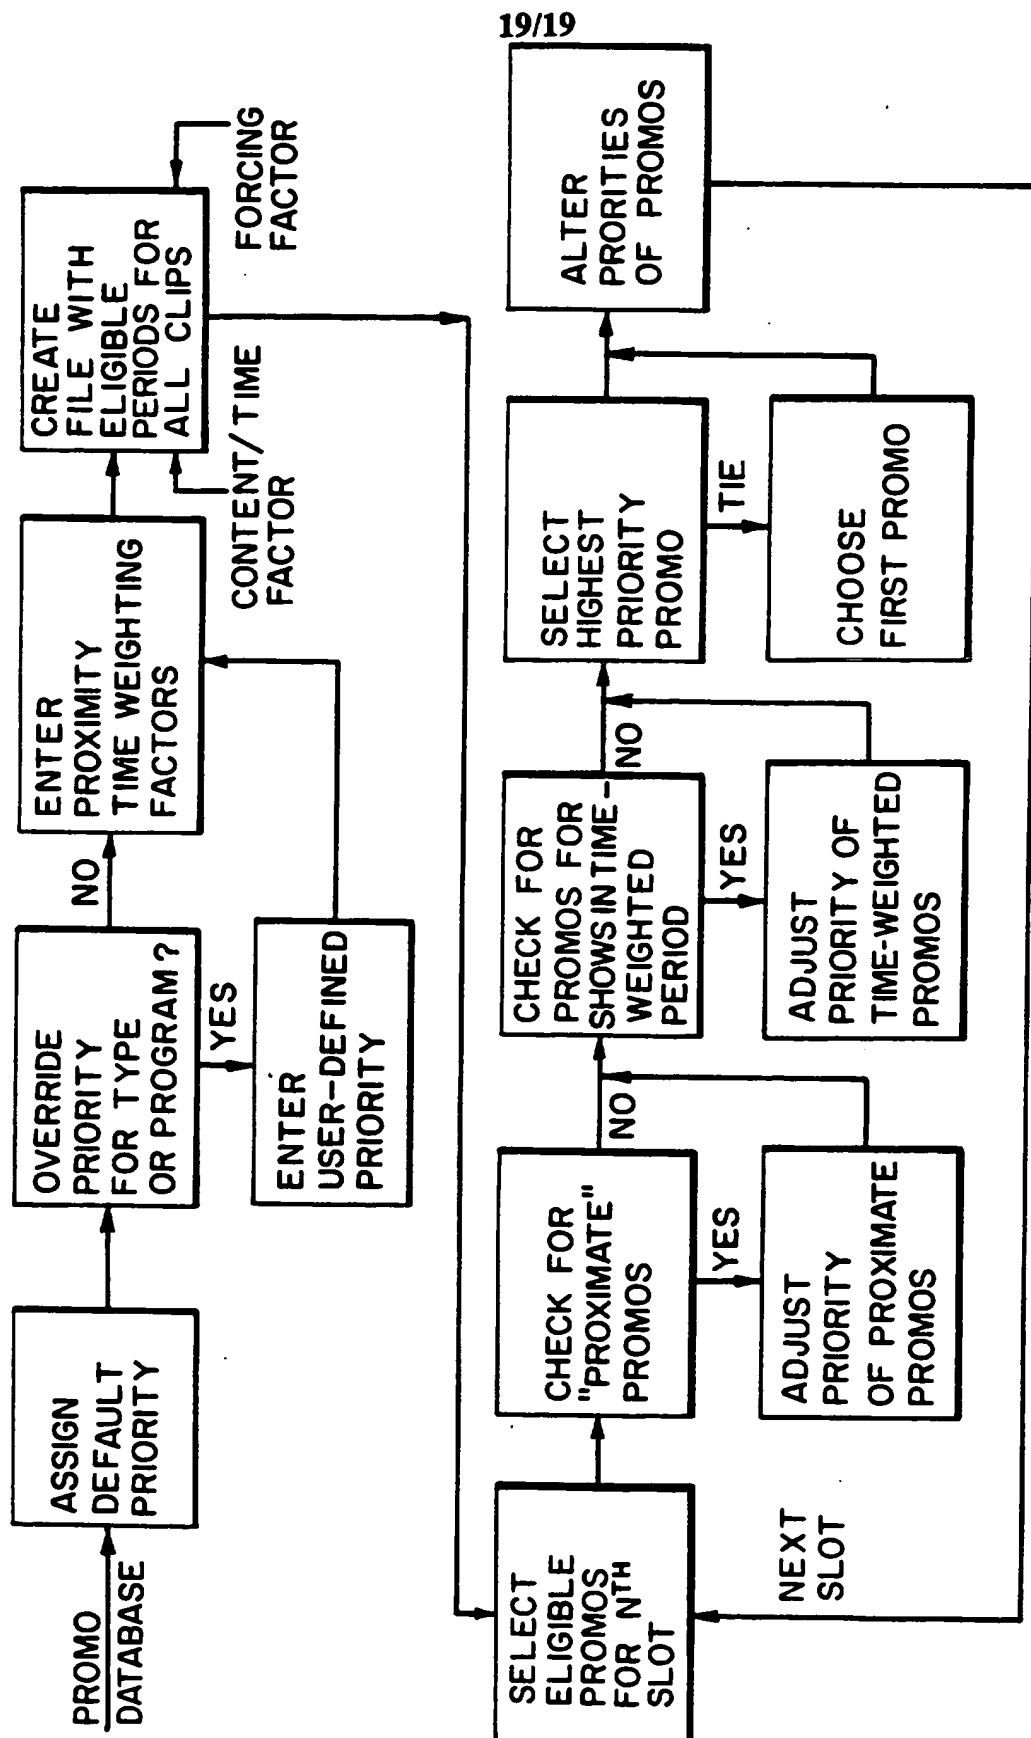 19/19
PROMO
DATABASE
ASSIGN
DEFAULT
PRIORITY
OVERRIDE
PRIORITY
FOR TYPE
OR PROGRAM?
NO
YES
ENTER
USER-DEFINED
PRIORITY
ENTER
PROXIMITY
TIME WEIGHTING
FACTORS
CREATE
FILE WITH
ELIGIBLE
PERIODS FOR
ALL CLIPS
CONTENT/TIME
FACTOR
FORCING
FACTOR
SELECT
ELIGIBLE
PROMOS
FOR NTH
SLOT
NEXT
SLOT
CHECK FOR
"PROXIMATE"
PROMOS
NO
YES
ADJUST
PRIORITY
OF PROXIMATE
PROMOS
CHECK FOR
PROMOS FOR
SHOWS IN TIME-
WEIGHTED
PERIOD
NO
YES
ADJUST
PRIORITY OF
TIME-WEIGHTED
PROMOS
SELECT
HIGHEST
PRIORITY
PROMO
TIE
CHOOSE
FIRST PROMO
ALTER
PRORITIES
OF PROMOS